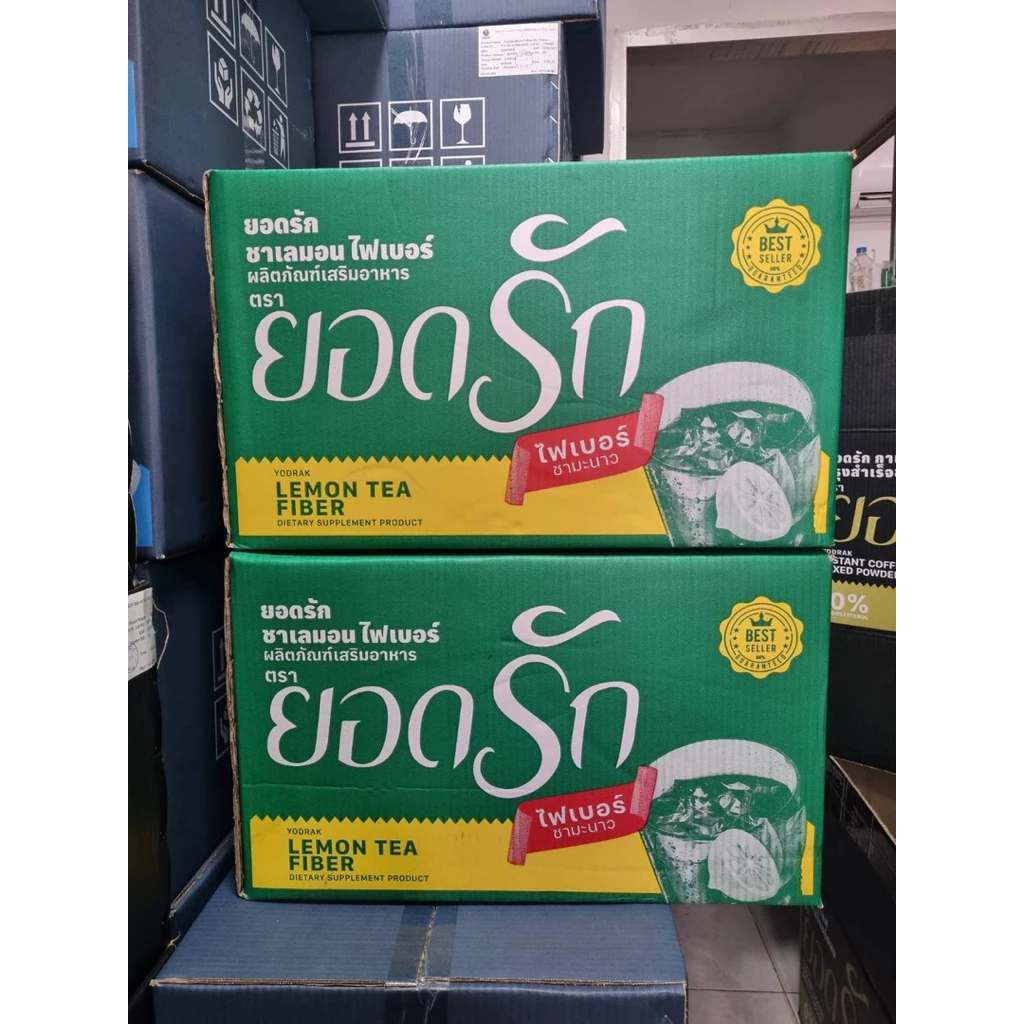 ยอดรัก
ชาเลมอน ไฟเบอร์
ผลิตภัณฑ์เสริมอาหาร
ตรา
ยอดรัก
BEST
SELLER
100%
GUARANTEED
ไฟเบอร์
ชามะนาว
YODRAK
LEMON TEA
FIBER
DIETARY SUPPLEMENT PRODUCT
ยอดรัก
ชาเลมอน ไฟเบอร์
ผลิตภัณฑ์เสริมอาหาร
ตรา
ยอดรัก
BEST
SELLER
100%
GUARANTEED
ไฟเบอร์
ชามะนาว
YODRAK
LEMON TEA
FIBER
DIETARY SUPPLEMENT PRODUCT
YODRAK